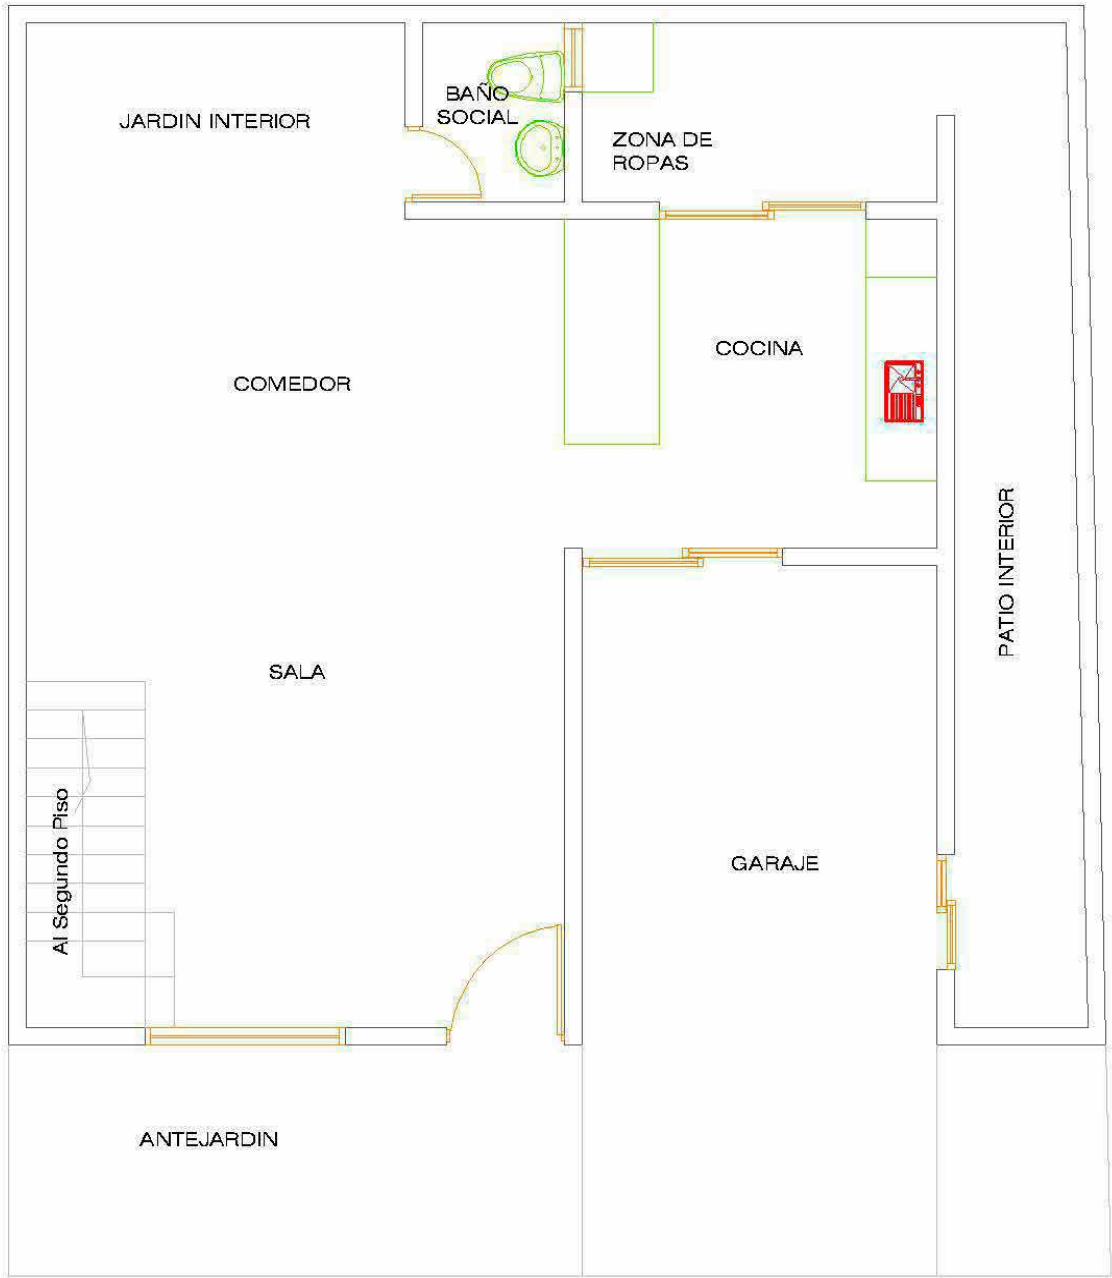 JARDIN INTERIOR
BAÑO
SOCIAL
ZONA DE
ROPAS
COCINA
COMEDOR
PATIO INTERIOR
SALA
Al Segundo Piso
GARAJE
ANTEJARDIN